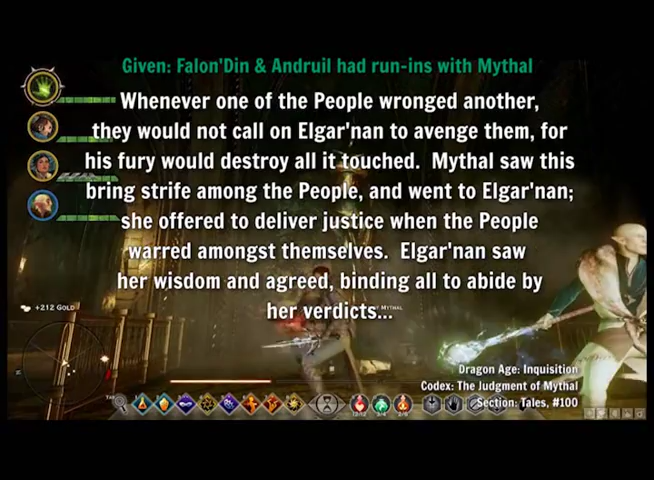 Given: Falon'Din & Andruil had run-ins with Mythal
Whenever one of the People wronged another,
they would not call on Elgar'nan to avenge them, for
his fury would destroy all it touched. Mythal saw this
bring strife among the People, and went to Elgar'nan;
she offered to deliver justice when the People
warred amongst themselves. Elgar'nan saw
her wisdom and agreed, binding all to abide by
her verdicts...
+212 Gold
Mythal
Dragon Age: Inquisition
Codex: The Judgment of Mythal
Section: Tales, #100